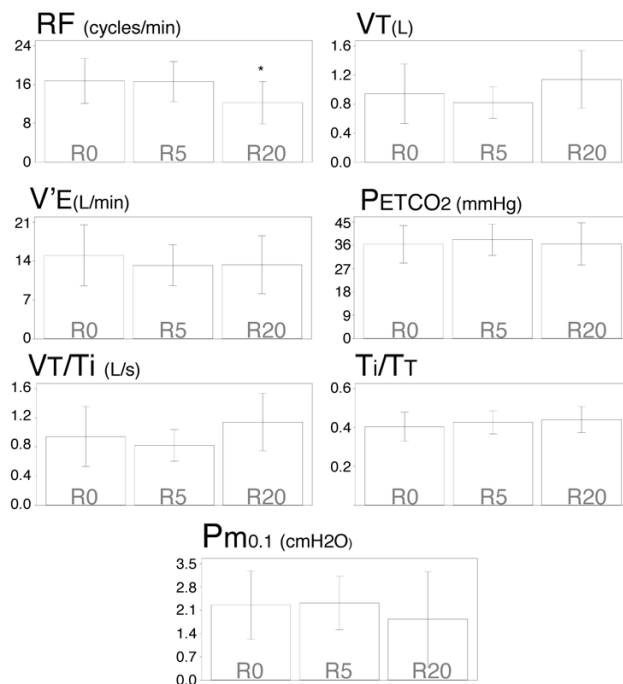 RF (cycles/min)
24
16
8
0
*
R0 R5 R20
VT(L)
1.6
1.2
0.8
0.4
0.0
R0 R5 R20
V'E(L/min)
21
14
7
0
R0 R5 R20
PETCO2 (mmHg)
45
36
27
18
9
0
R0 R5 R20
VT/Ti (L/s)
1.6
1.2
0.8
0.4
0.0
R0 R5 R20
Ti/TT
0.6
0.4
0.2
R0 R5 R20
Pm0.1 (cmH2O)
3.5
2.8
2.1
1.4
0.7
0.0
R0 R5 R20